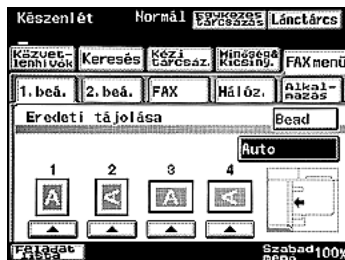 Készenlét Normál Egykezes tárcsázás Lánctárcs
Közvet-lenhívók Keresés Kézi tárcsáz. Minőség& Kicsiny. FAX menü
1.beá. 2.beá. FAX Hálóz. Alkal-mazás
Eredeti tájolása Bead
Auto
1 2 3 4
A A A A
Feladat lista Szabad memó 100%